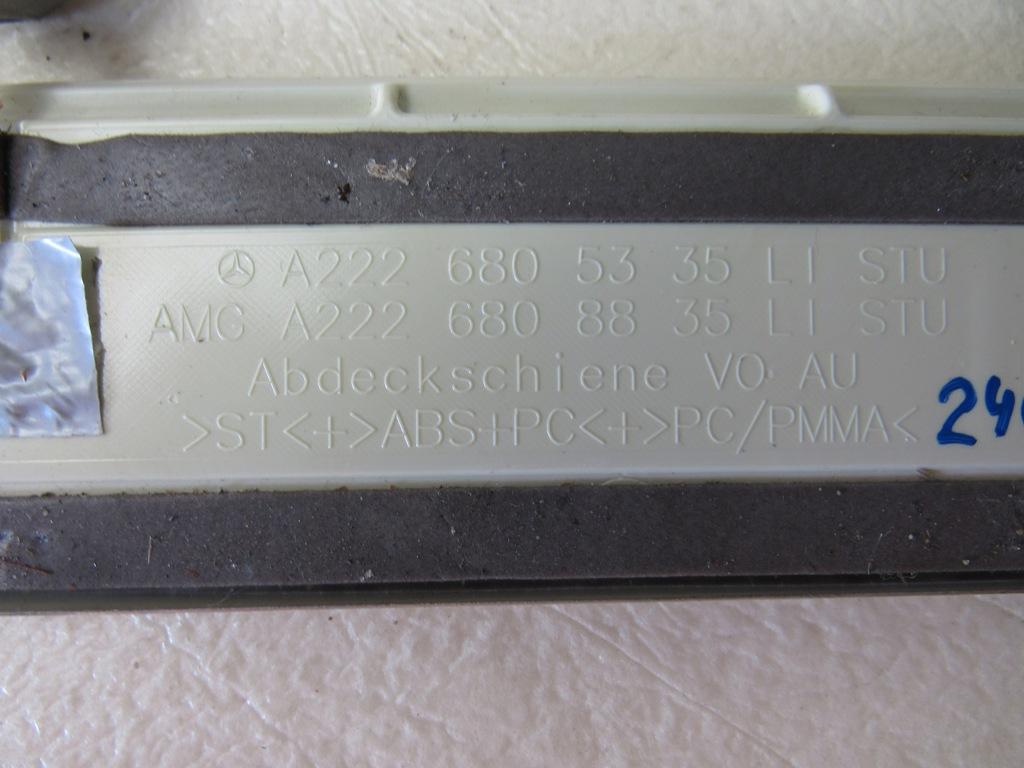 A222 680 53 35 LI STU
AMG A222 680 88 35 LI STU
Abdeckschiene VO AU
>ST<+>ABS+PC<+>PC/PMMA<